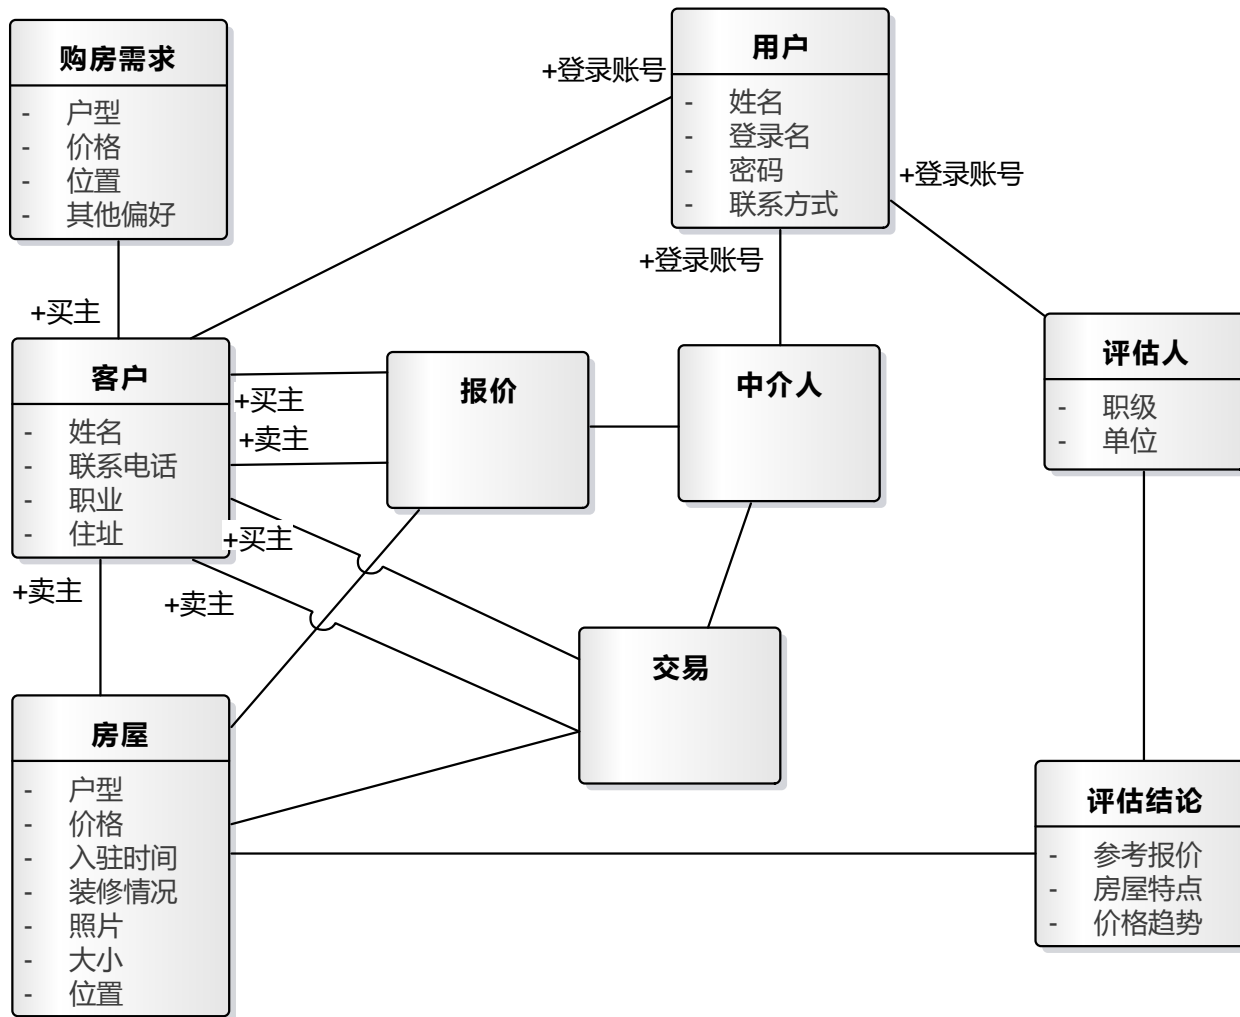 购房需求
- 户型
- 价格
- 位置
- 其他偏好
用户
- 姓名
- 登录名
- 密码
- 联系方式
+登录账号
+登录账号
+登录账号
+买主
客户
- 姓名
- 联系电话
- 职业
- 住址
+买主
+卖主
+买主
+卖主
+卖主
报价
中介人
评估人
- 职级
- 单位
交易
房屋
- 户型
- 价格
- 入驻时间
- 装修情况
- 照片
- 大小
- 位置
评估结论
- 参考报价
- 房屋特点
- 价格趋势